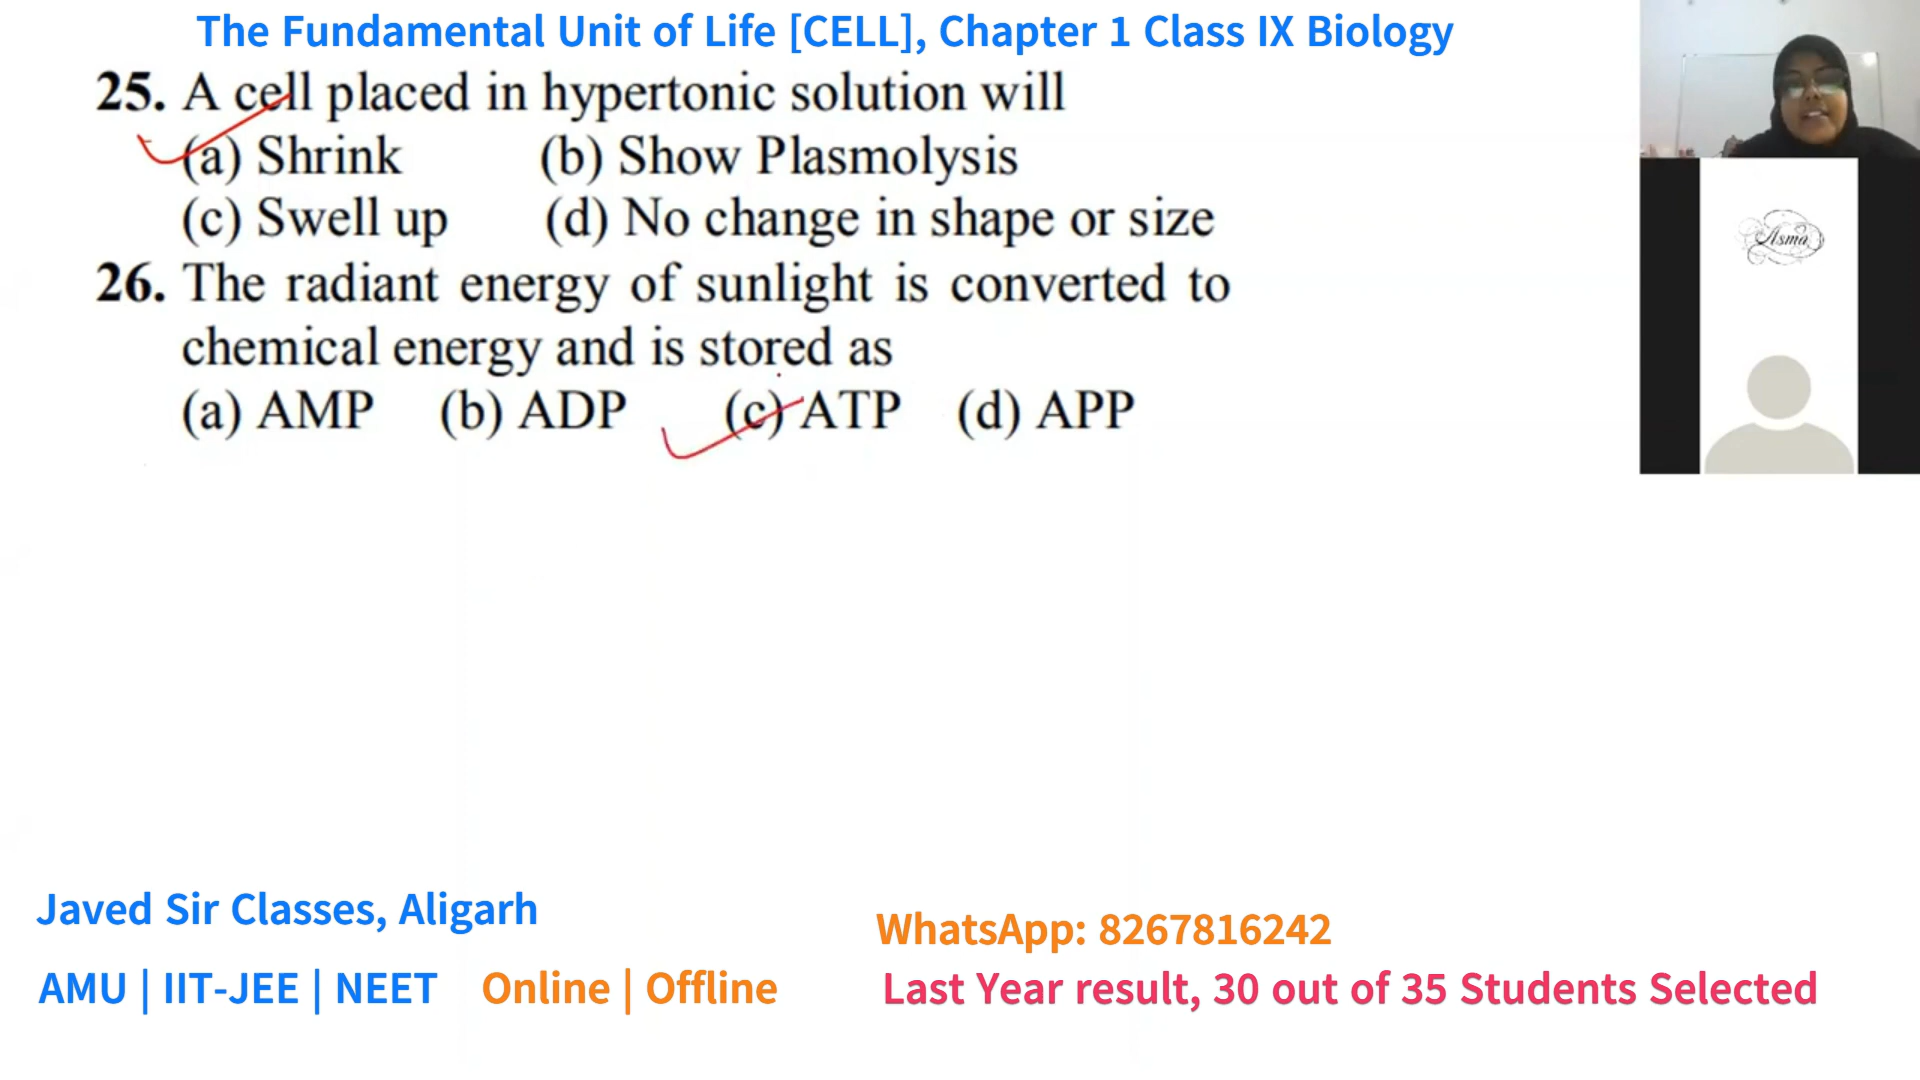 The Fundamental Unit of Life [CELL], Chapter 1 Class IX Biology
25. A cell placed in hypertonic solution will
(a) Shrink (b) Show Plasmolysis
(c) Swell up (d) No change in shape or size
26. The radiant energy of sunlight is converted to
chemical energy and is stored as
(a) AMP (b) ADP (c) ATP (d) APP
Asma
Javed Sir Classes, Aligarh
WhatsApp: 8267816242
AMU | IIT-JEE | NEET Online | Offline
Last Year result, 30 out of 35 Students Selected